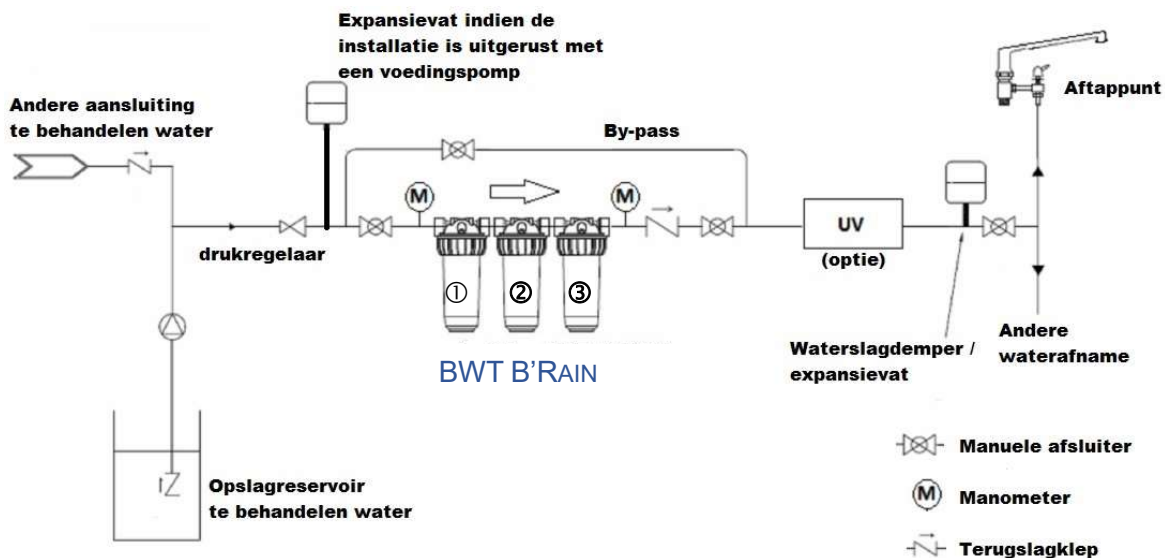 Expansievat indien de
installatie is uitgerust met
een voedingspomp
Andere aansluiting
te behandelen water
By-pass
Aftappunt
M
M
drukregelaar
UV
(optie)
①
②
③
BWT B'RAIN
Waterslagdemper /
expansievat
Andere
waterafname
Opslagreservoir
te behandelen water
Manuele afsluiter
M
Manometer
Terugslagklep